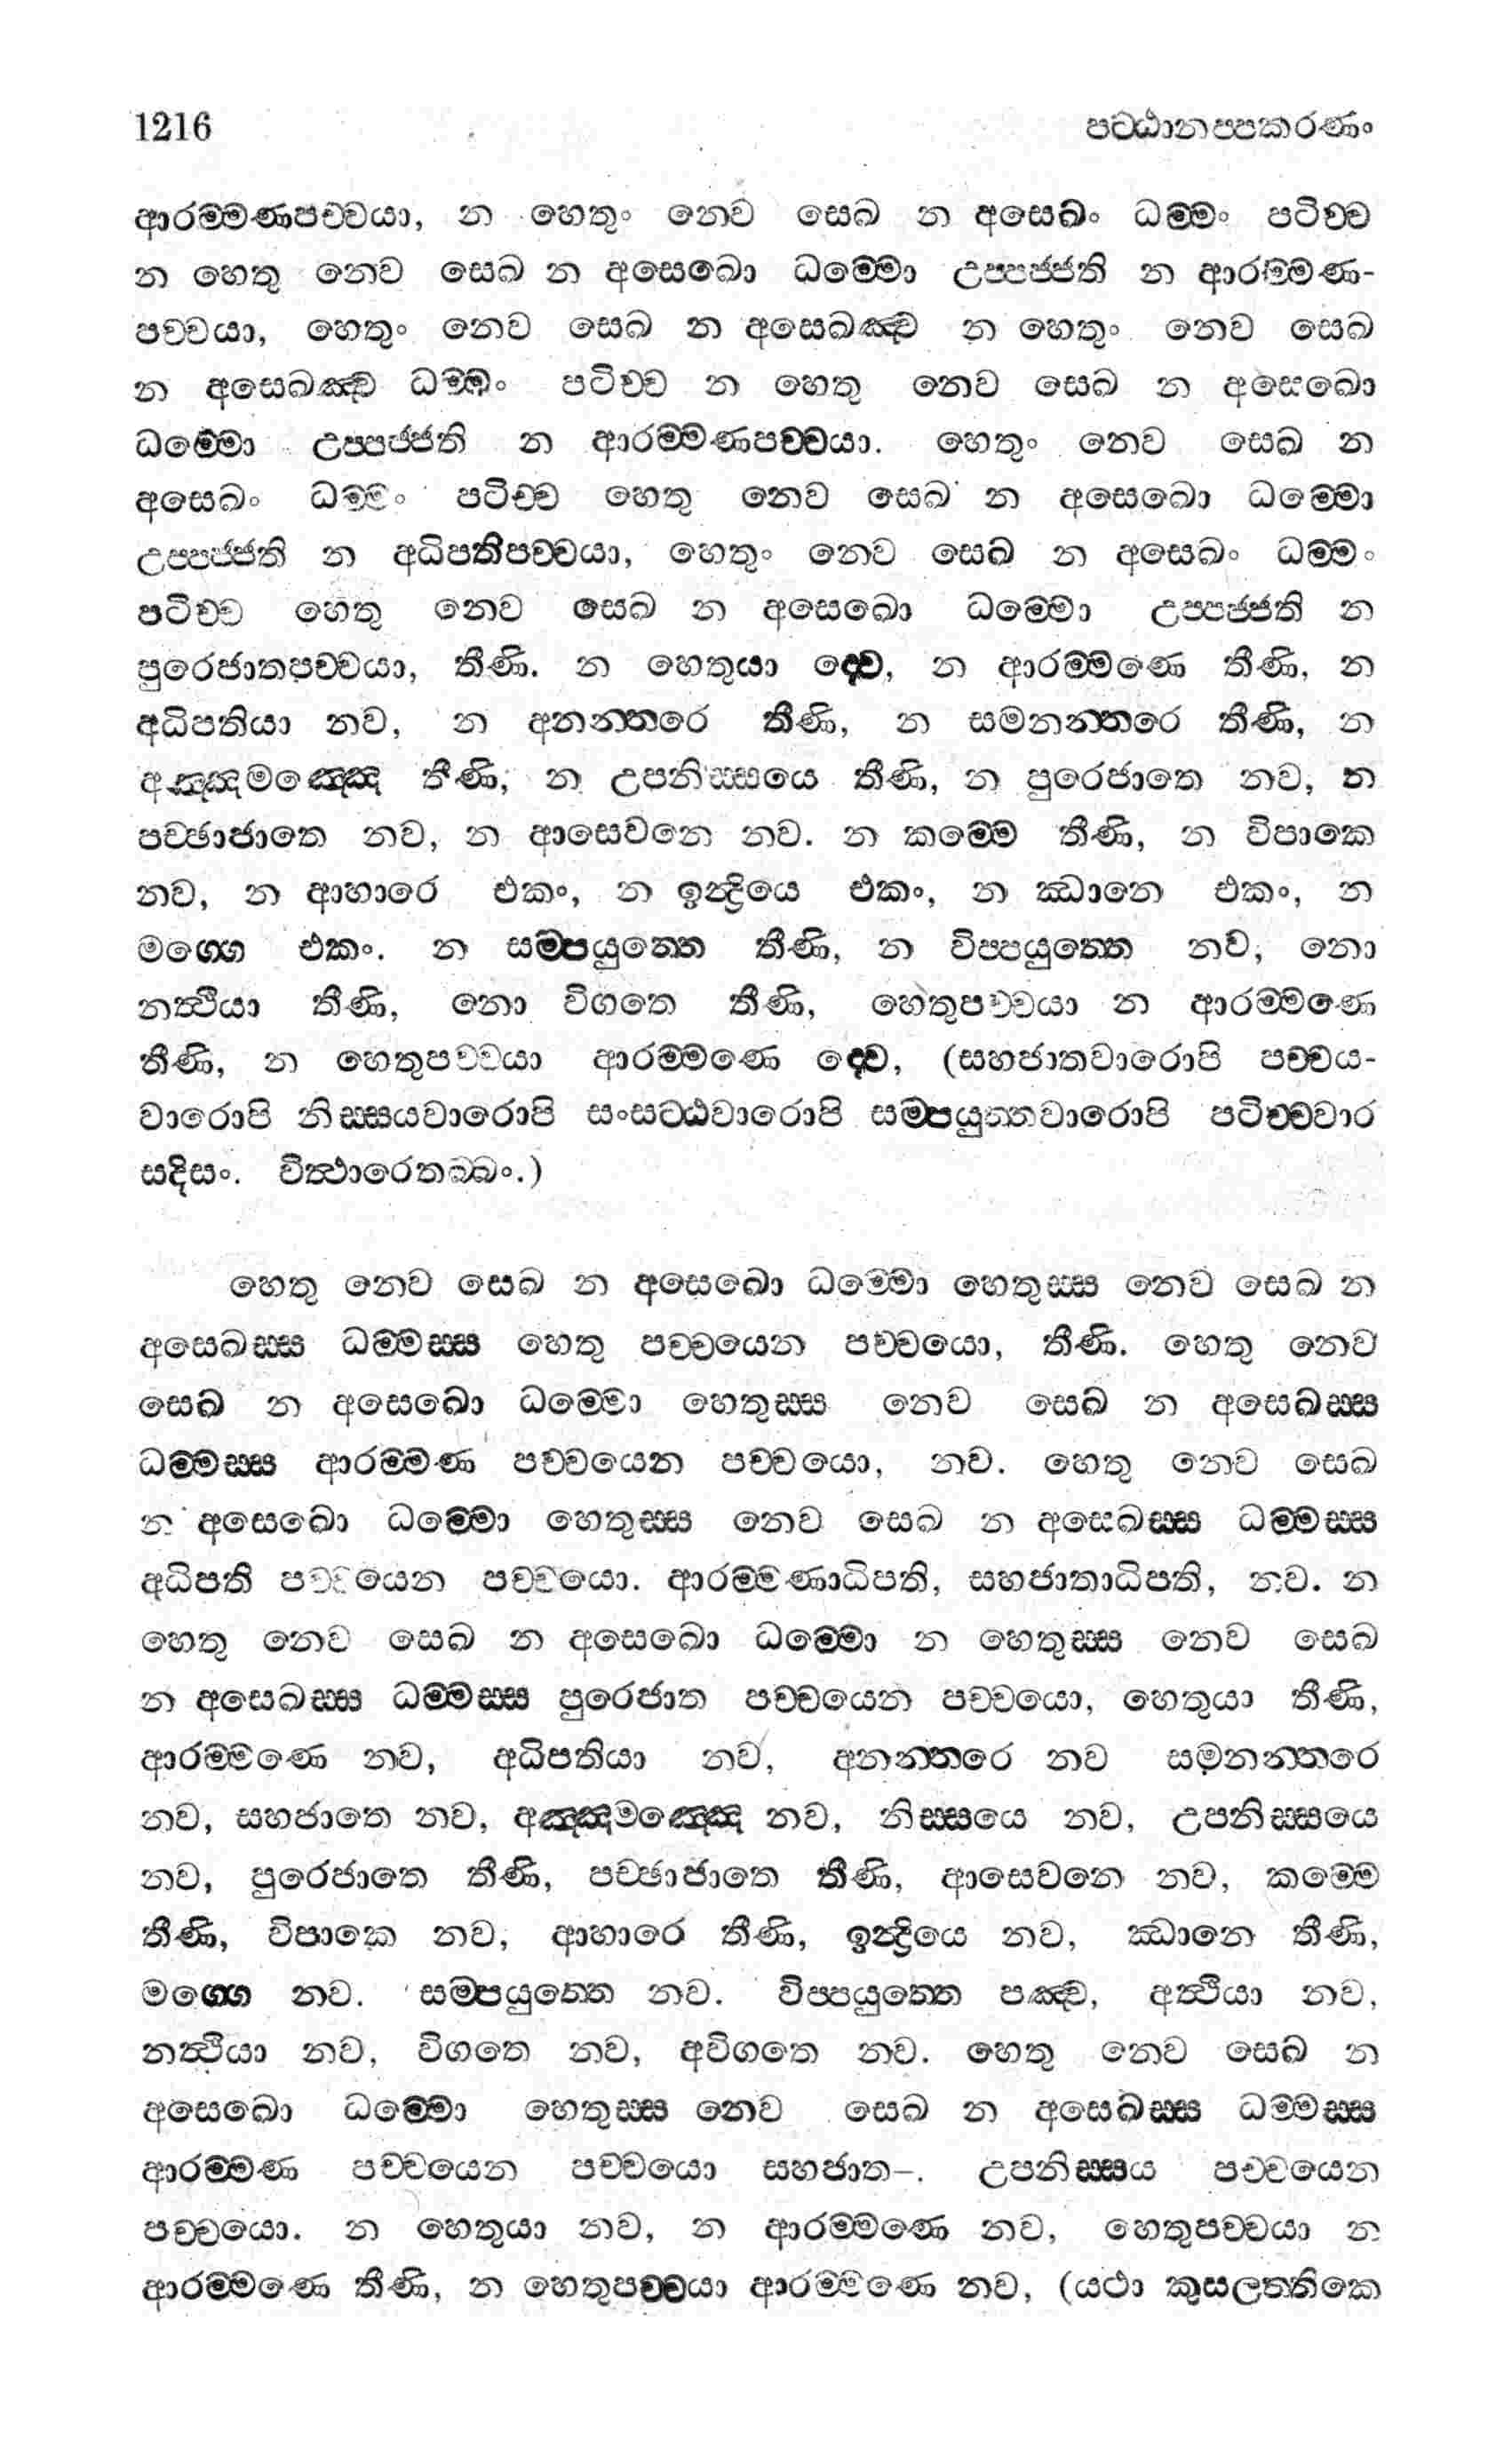 1216 පට්ඨානප්පකරණං
ආරම්මණපච්චයා, න හෙතුං නෙව සෙඛ න අසෙඛං ධම්මං පටිච්ච
න හෙතු නෙව සෙඛ න අසෙඛො ධම්මො උප්පජ්ජති න ආරම්මණ-
පච්චයා, හෙතුං නෙව සෙඛ න අසෙඛඤ්ච න හෙතුං නෙව සෙඛ
න අසෙඛඤ්ච ධම්මං පටිච්ච න හෙතු නෙව සෙඛ න අසෙඛො
ධම්මො උප්පජ්ජති න ආරම්මණපච්චයා. හෙතුං නෙව සෙඛ න
අසෙඛං ධම්මං පටිච්ච හෙතු නෙව සෙඛ න අසෙඛො ධම්මො
උප්පජ්ජති න අධිපතිපච්චයා, හෙතුං නෙව සෙඛ න අසෙඛං ධම්මං
පටිච්ච හෙතු නෙව සෙඛ න අසෙඛො ධම්මො උප්පජ්ජති න
පුරෙජාතපච්චයා, තීණි. න හෙතුයා ද්වෙ, න ආරම්මණෙ තීණි, න
අධිපතියා නව, න අනන්තරෙ තීණි, න සමනන්තරෙ තීණි, න
අඤ්ඤමඤ්ඤෙ තීණි, න උපනිස්සයෙ තීණි, න පුරෙජාතෙ නව, න
පච්ඡාජාතෙ නව, න ආසෙවනෙ නව. න කම්මෙ තීණි, න විපාකෙ
නව, න ආහාරෙ එකං, න ඉන්ද්‍රියෙ එකං, න ඣානෙ එකං, න
මග්ගෙ එකං. න සම්පයුත්තෙ තීණි, න විප්පයුත්තෙ නව, නො
නත්ථියා තීණි, නො විගතෙ තීණි, හෙතුපච්චයා න ආරම්මණෙ
තීණි, න හෙතුපච්චයා ආරම්මණෙ ද්වෙ, (සහජාතවාරොපි පච්චය-
වාරොපි නිස්සයවාරොපි සංසට්ඨවාරොපි සම්පයුත්තවාරොපි පටිච්චවාර
සදිසං. විත්ථාරෙතබ්බං.)
හෙතු නෙව සෙඛ න අසෙඛො ධම්මො හෙතුස්ස නෙව සෙඛ න
අසෙඛස්ස ධම්මස්ස හෙතු පච්චයෙන පච්චයො, තීණි. හෙතු නෙව
සෙඛ න අසෙඛො ධම්මො හෙතුස්ස නෙව සෙඛ න අසෙඛස්ස
ධම්මස්ස ආරම්මණ පච්චයෙන පච්චයො, නව. හෙතු නෙව සෙඛ
න අසෙඛො ධම්මො හෙතුස්ස නෙව සෙඛ න අසෙඛස්ස ධම්මස්ස
අධිපති පච්චයෙන පච්චයො. ආරම්මණාධිපති, සහජාතාධිපති, නව. න
හෙතු නෙව සෙඛ න අසෙඛො ධම්මො න හෙතුස්ස නෙව සෙඛ
න අසෙඛස්ස ධම්මස්ස පුරෙජාත පච්චයෙන පච්චයො, හෙතුයා තීණි,
ආරම්මණෙ නව, අධිපතියා නව, අනන්තරෙ නව සමනන්තරෙ
නව, සහජාතෙ නව, අඤ්ඤමඤ්ඤෙ නව, නිස්සයෙ නව, උපනිස්සයෙ
නව, පුරෙජාතෙ තීණි, පච්ඡාජාතෙ තීණි, ආසෙවනෙ නව, කම්මෙ
තීණි, විපාකෙ නව, ආහාරෙ තීණි, ඉන්ද්‍රියෙ නව, ඣානෙ තීණි,
මග්ගෙ නව. සම්පයුත්තෙ නව. විප්පයුත්තෙ පඤ්ච, අත්ථියා නව,
නත්ථියා නව, විගතෙ නව, අවිගතෙ නව. හෙතු නෙව සෙඛ න
අසෙඛො ධම්මො හෙතුස්ස නෙව සෙඛ න අසෙඛස්ස ධම්මස්ස
ආරම්මණ පච්චයෙන පච්චයො සහජාත–. උපනිස්සය පච්චයෙන
පච්චයො. න හෙතුයා නව, න ආරම්මණෙ නව, හෙතුපච්චයා න
ආරම්මණෙ තීණි, න හෙතුපච්චයා ආරම්මණෙ නව, (යථා කුසලත්තිකෙ